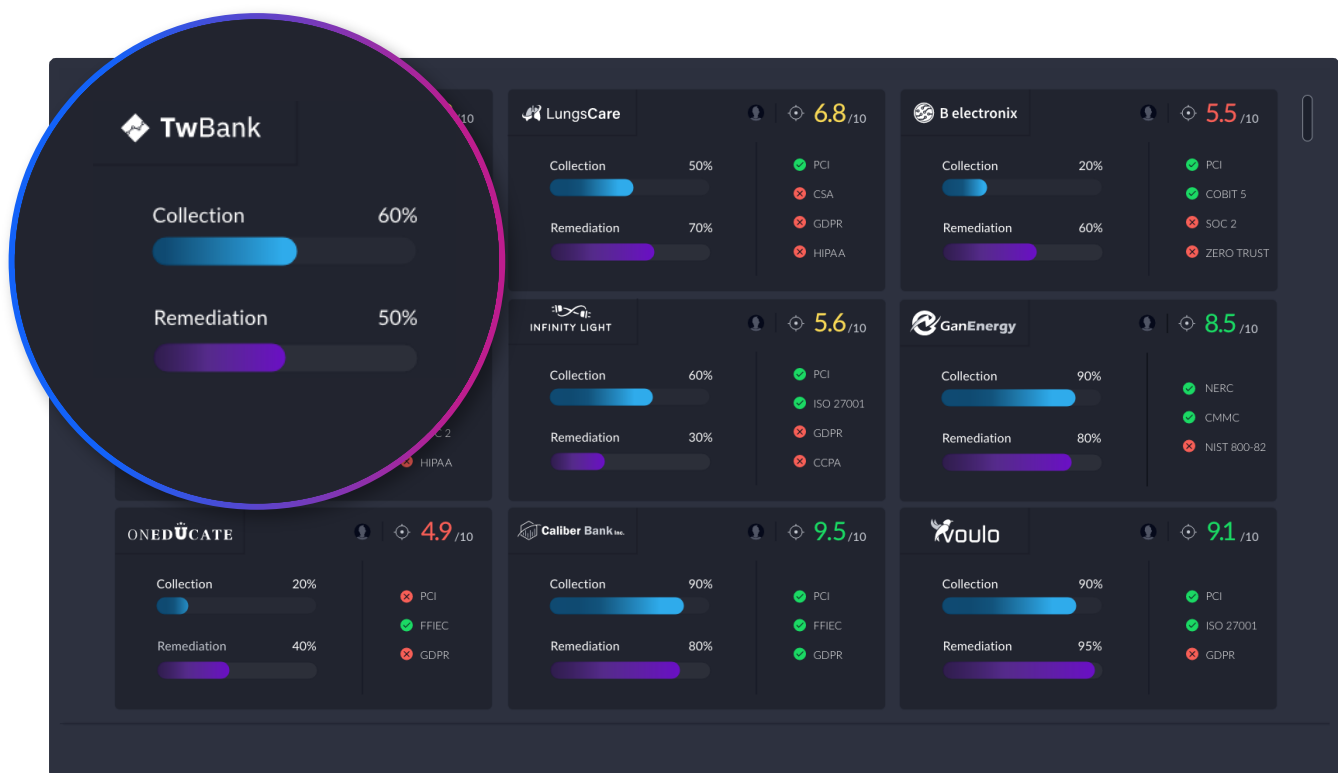 TwBank
Collection 60%
Remediation 50%
/10
C 2
HIPAA
LungsCare 6.8/10
Collection 50%
Remediation 70%
PCI
CSA
GDPR
HIPAA
B electronix 5.5/10
Collection 20%
Remediation 60%
PCI
COBIT 5
SOC 2
ZERO TRUST
INFINITY LIGHT 5.6/10
Collection 60%
Remediation 30%
PCI
ISO 27001
GDPR
CCPA
GanEnergy 8.5/10
Collection 90%
Remediation 80%
NERC
CMMC
NIST 800-82
ONEDUCATE 4.9/10
Collection 20%
Remediation 40%
PCI
FFIEC
GDPR
Caliber Bank Inc. 9.5/10
Collection 90%
Remediation 80%
PCI
FFIEC
GDPR
Voulo 9.1/10
Collection 90%
Remediation 95%
PCI
ISO 27001
GDPR